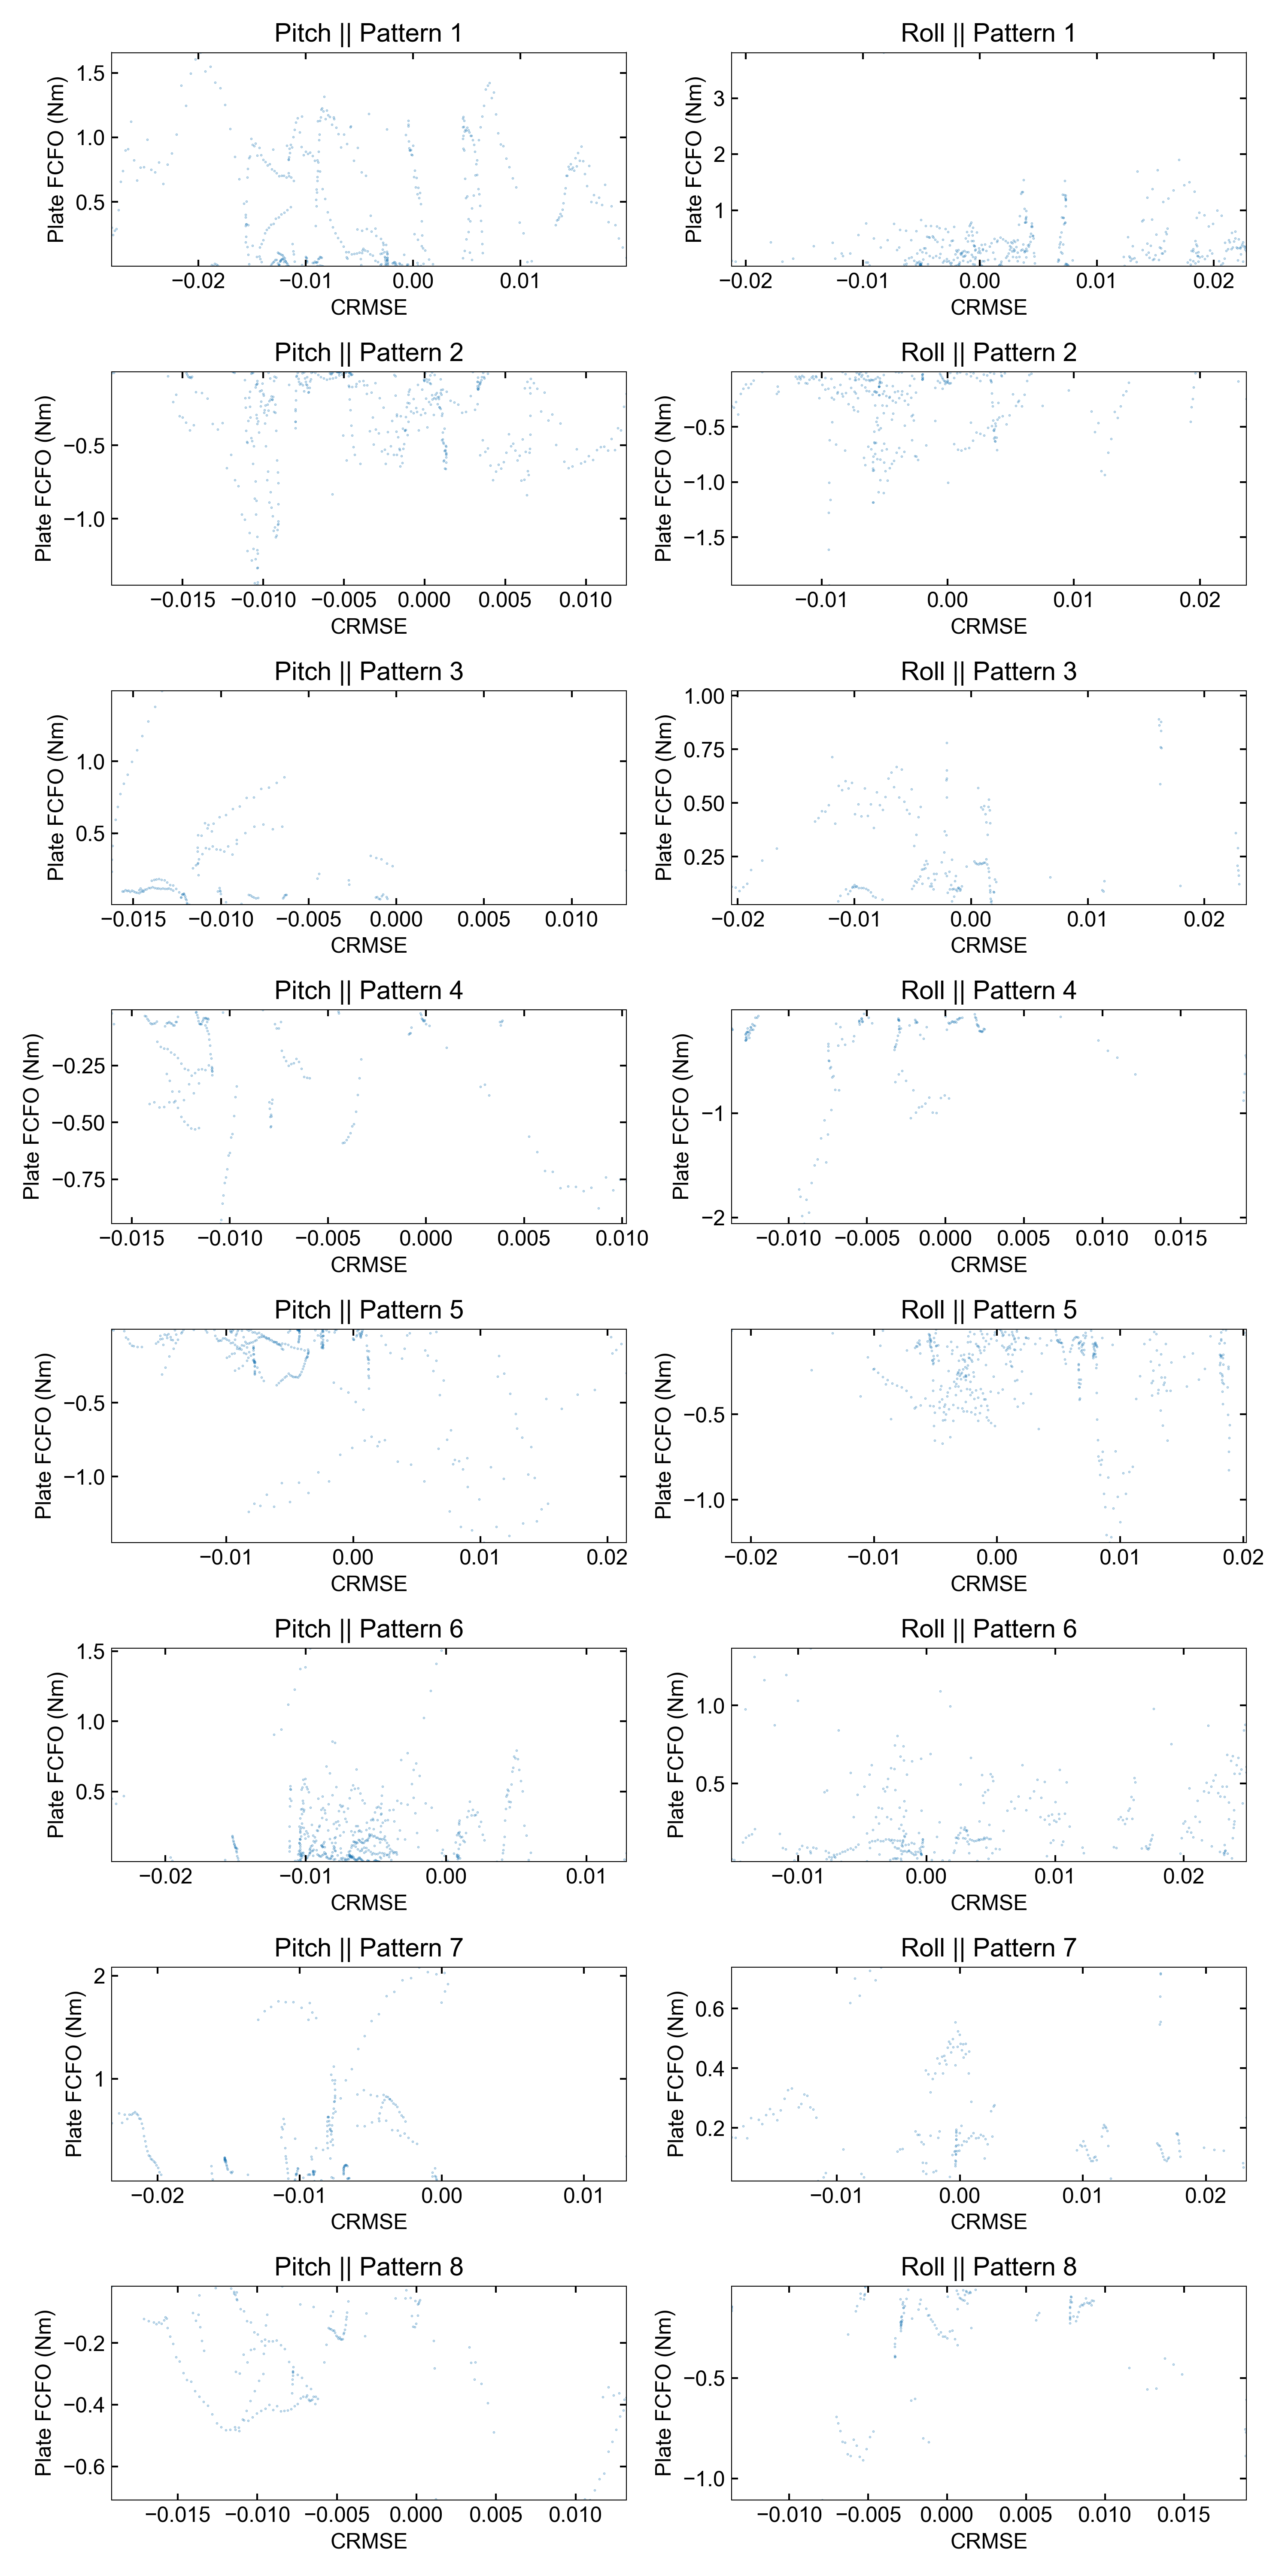 Pitch || Pattern 1
Plate FCFO (Nm)
1.5
1.0
0.5
−0.02 −0.01 0.00 0.01
CRMSE
Roll || Pattern 1
Plate FCFO (Nm)
3
2
1
−0.02 −0.01 0.00 0.01 0.02
CRMSE
Pitch || Pattern 2
Plate FCFO (Nm)
−0.5
−1.0
−0.015 −0.010 −0.005 0.000 0.005 0.010
CRMSE
Roll || Pattern 2
Plate FCFO (Nm)
−0.5
−1.0
−1.5
−0.01 0.00 0.01 0.02
CRMSE
Pitch || Pattern 3
Plate FCFO (Nm)
1.0
0.5
−0.015 −0.010 −0.005 0.000 0.005 0.010
CRMSE
Roll || Pattern 3
Plate FCFO (Nm)
1.00
0.75
0.50
0.25
−0.02 −0.01 0.00 0.01 0.02
CRMSE
Pitch || Pattern 4
Plate FCFO (Nm)
−0.25
−0.50
−0.75
−0.015 −0.010 −0.005 0.000 0.005 0.010
CRMSE
Roll || Pattern 4
Plate FCFO (Nm)
−1
−2
−0.010 −0.005 0.000 0.005 0.010 0.015
CRMSE
Pitch || Pattern 5
Plate FCFO (Nm)
−0.5
−1.0
−0.01 0.00 0.01 0.02
CRMSE
Roll || Pattern 5
Plate FCFO (Nm)
−0.5
−1.0
−0.02 −0.01 0.00 0.01 0.02
CRMSE
Pitch || Pattern 6
Plate FCFO (Nm)
1.5
1.0
0.5
−0.02 −0.01 0.00 0.01
CRMSE
Roll || Pattern 6
Plate FCFO (Nm)
1.0
0.5
−0.01 0.00 0.01 0.02
CRMSE
Pitch || Pattern 7
Plate FCFO (Nm)
2
1
−0.02 −0.01 0.00 0.01
CRMSE
Roll || Pattern 7
Plate FCFO (Nm)
0.6
0.4
0.2
−0.01 0.00 0.01 0.02
CRMSE
Pitch || Pattern 8
Plate FCFO (Nm)
−0.2
−0.4
−0.6
−0.015 −0.010 −0.005 0.000 0.005 0.010
CRMSE
Roll || Pattern 8
Plate FCFO (Nm)
−0.5
−1.0
−0.010 −0.005 0.000 0.005 0.010 0.015
CRMSE